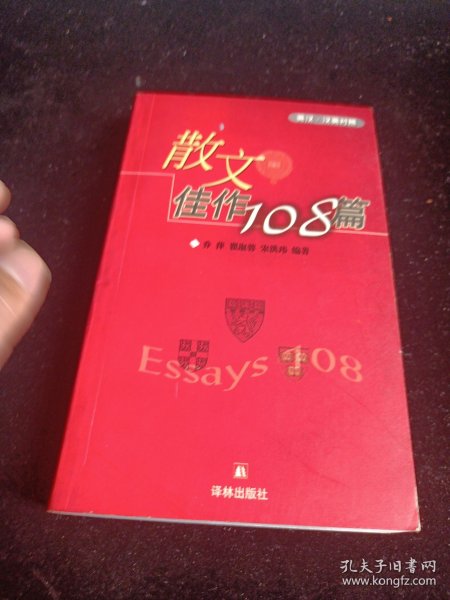 英汉·汉英对照
散文
佳作108篇
乔萍 瞿淑蓉 宋洪玮 编著
Essays 108
译林出版社
孔夫子旧书网
www.kongfz.com